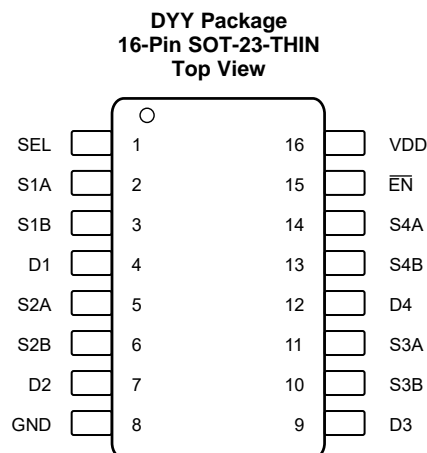 DYY Package
16-Pin SOT-23-THIN
Top View
SEL 1 16 VDD
S1A 2 15 E̅N̅
S1B 3 14 S4A
D1 4 13 S4B
S2A 5 12 D4
S2B 6 11 S3A
D2 7 10 S3B
GND 8 9 D3